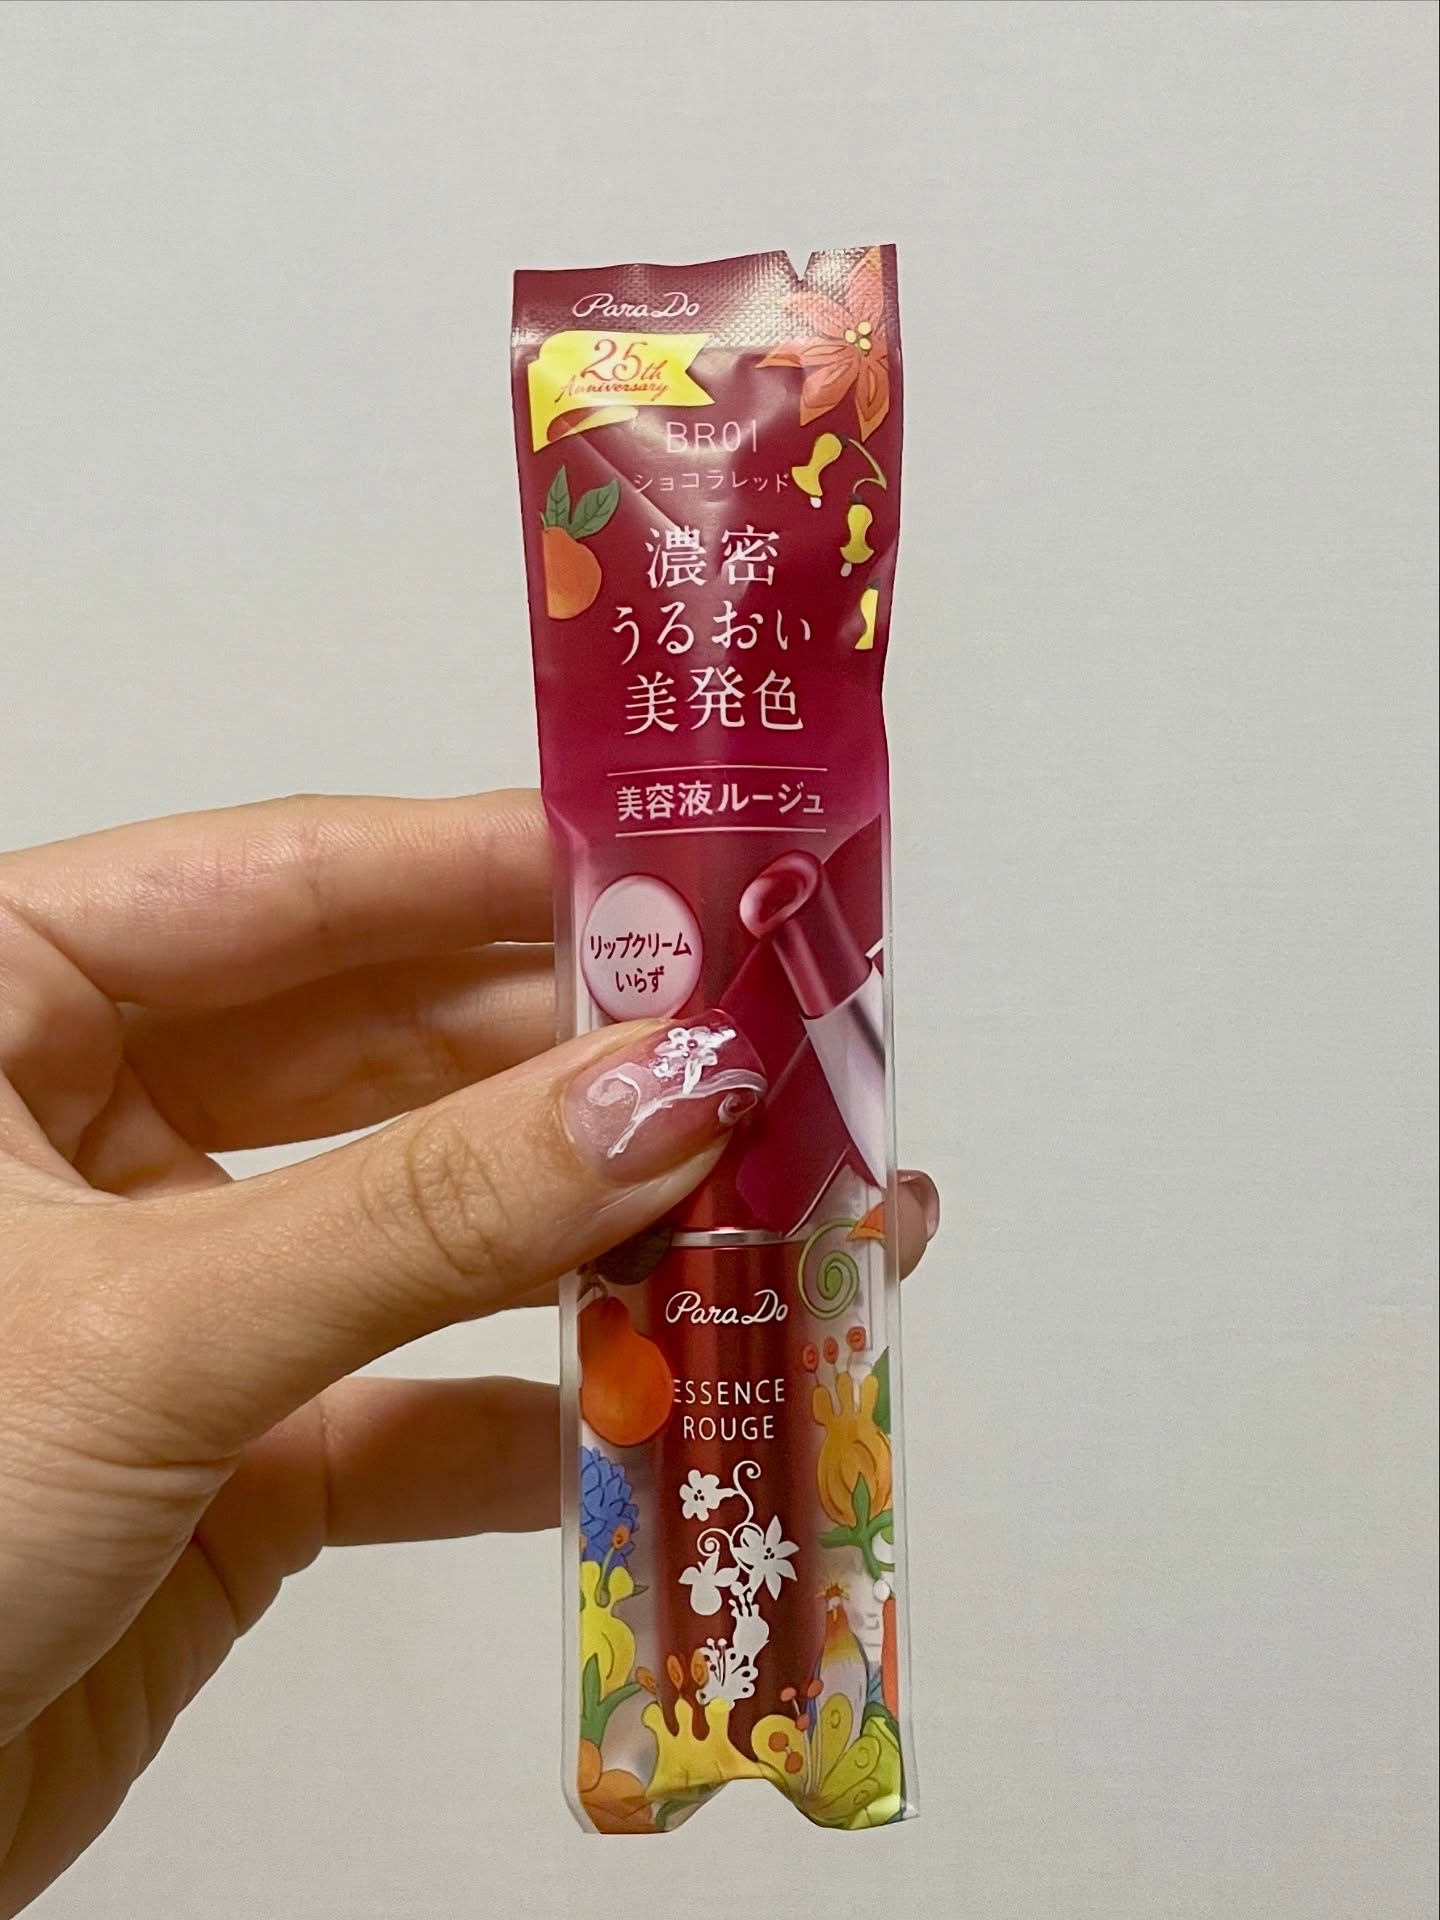 ParaDo
25th
Anniversary
BR01
ショコラレッド
濃密
うるおい
美発色
美容液ルージュ
リップクリーム
いらず
ParaDo
ESSENCE
ROUGE